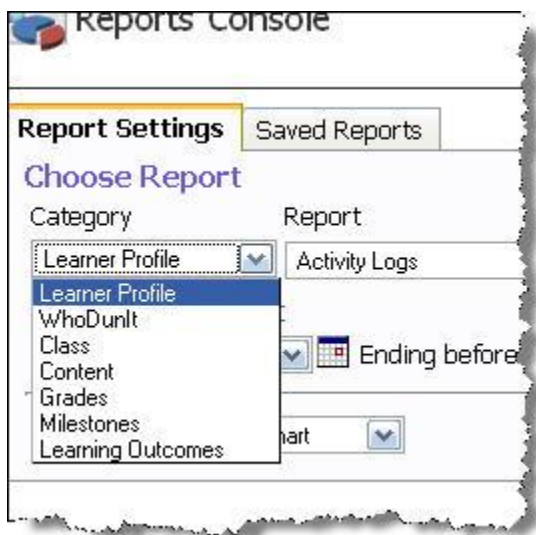 Reports Console
Report Settings Saved Reports
Choose Report
Category Report
Learner Profile Activity Logs
Learner Profile
WhoDunIt
Class
Content
Ending before
Grades
Milestones
Learning Outcomes